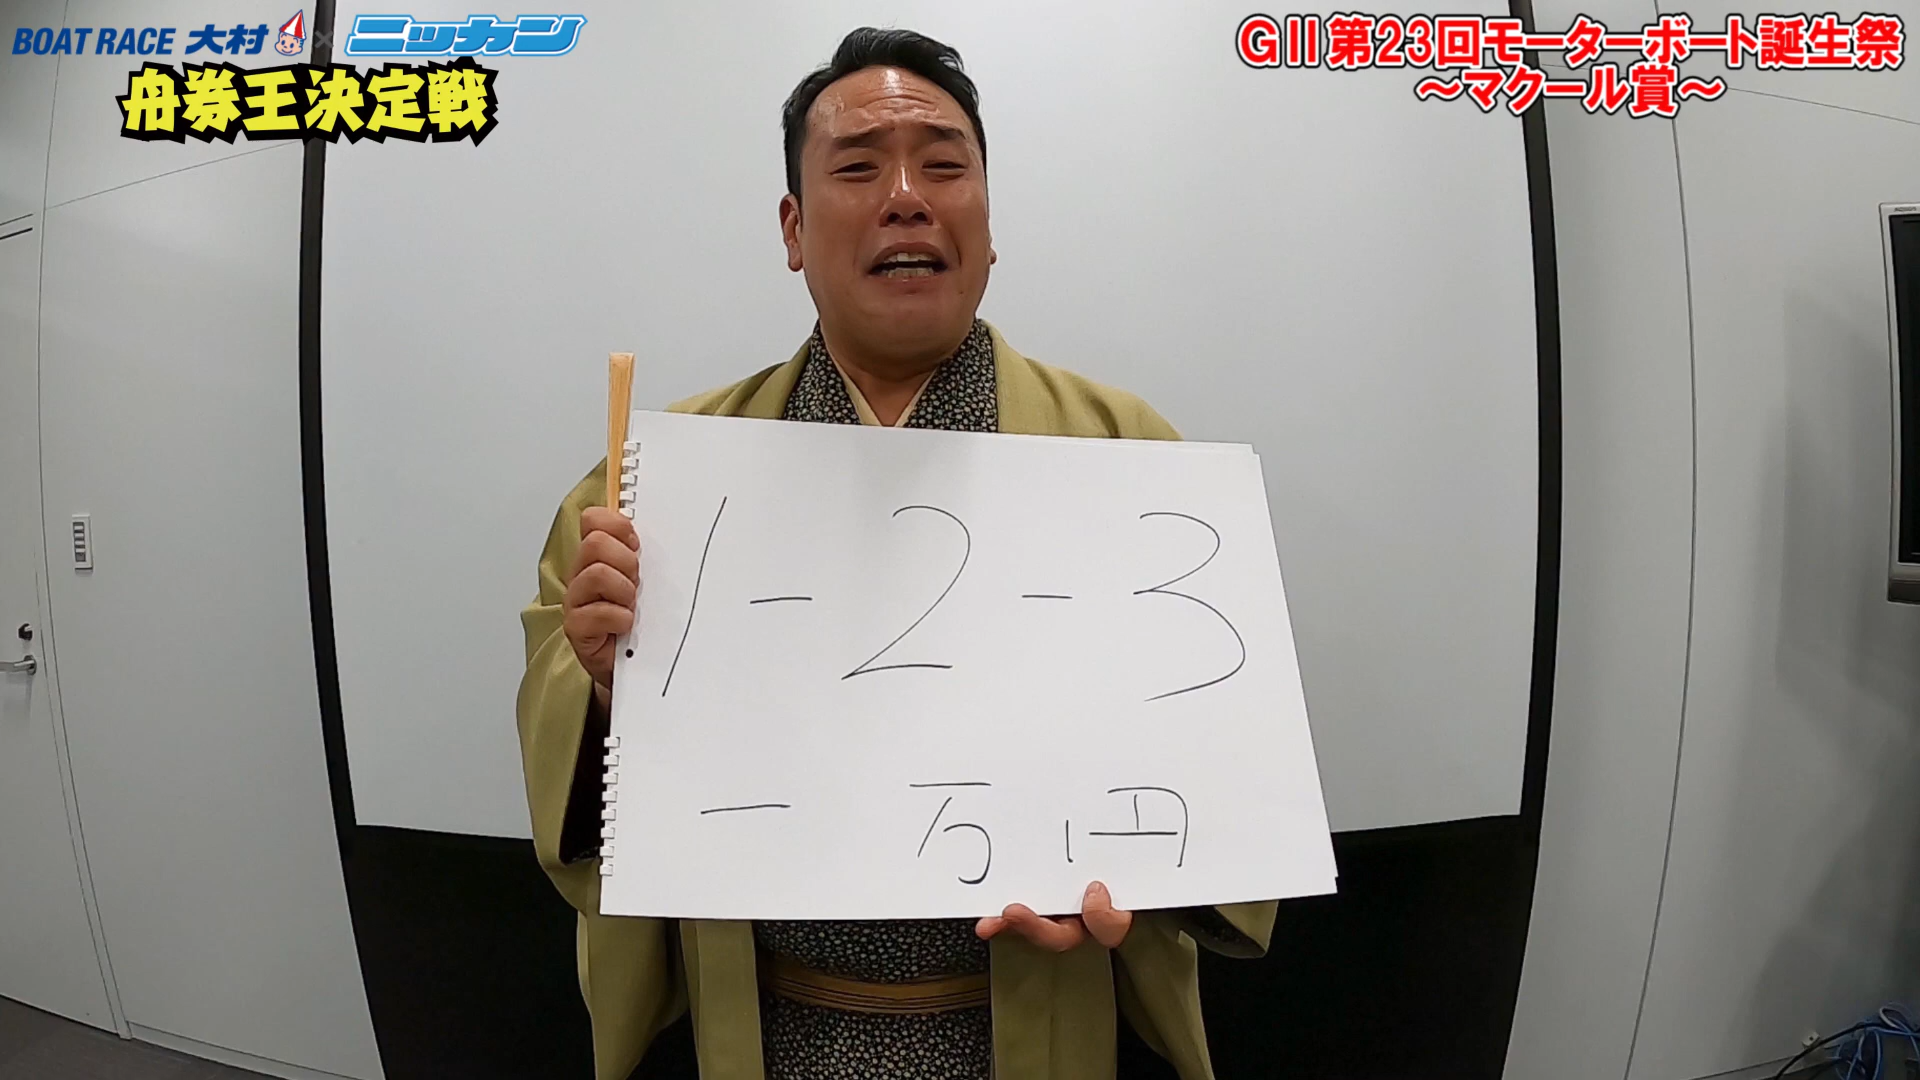 BOAT RACE 大村 × ニッカン
舟券王決定戦
GⅡ第23回モーターボート誕生祭
～マクール賞～
1-2-3
一万円